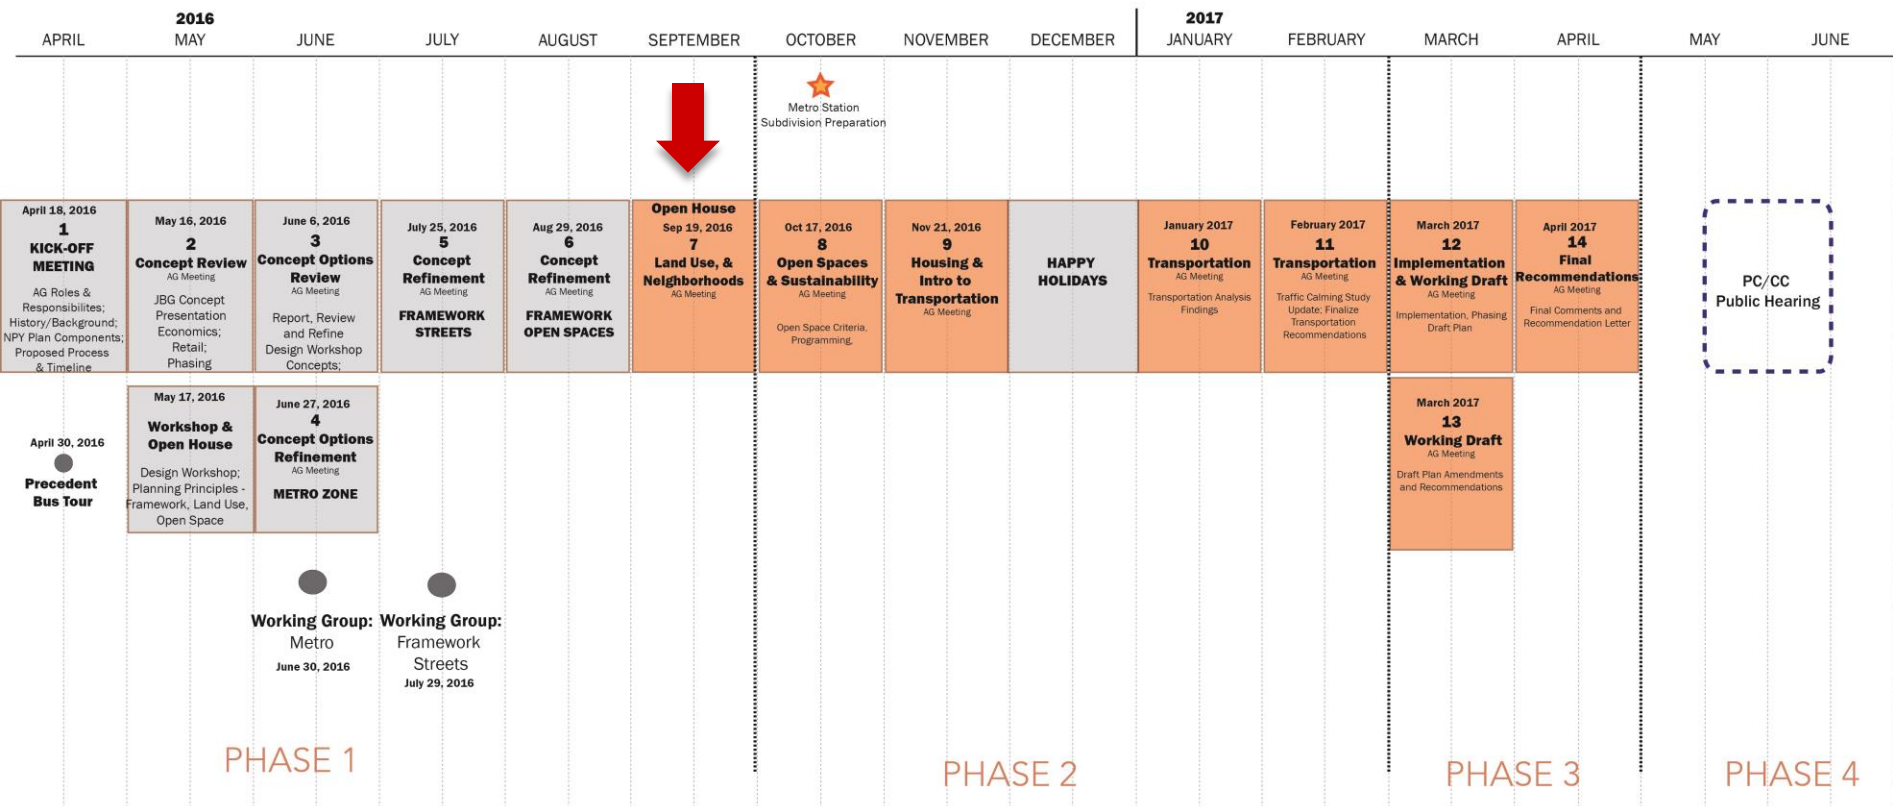 2016
2017
APRIL
MAY
JUNE
JULY
AUGUST
SEPTEMBER
OCTOBER
NOVEMBER
DECEMBER
JANUARY
FEBRUARY
MARCH
APRIL
MAY
JUNE
Metro Station
Subdivision Preparation
April 18, 2016
1
KICK-OFF
MEETING
AG Roles &
Responsibilites;
History/Background;
NPY Plan Components;
Proposed Process
& Timeline
May 16, 2016
2
Concept Review
AG Meeting
JBG Concept
Presentation
Economics;
Retail;
Phasing
June 6, 2016
3
Concept Options
Review
AG Meeting
Report, Review
and Refine
Design Workshop
Concepts;
July 25, 2016
5
Concept
Refinement
AG Meeting
FRAMEWORK
STREETS
Aug 29, 2016
6
Concept
Refinement
AG Meeting
FRAMEWORK
OPEN SPACES
Open House
Sep 19, 2016
7
Land Use, &
Neighborhoods
AG Meeting
Oct 17, 2016
8
Open Spaces
& Sustainability
AG Meeting
Open Space Criteria,
Programming,
Nov 21, 2016
9
Housing &
Intro to
Transportation
AG Meeting
HAPPY
HOLIDAYS
January 2017
10
Transportation
AG Meeting
Transportation Analysis
Findings
February 2017
11
Transportation
AG Meeting
Traffic Calming Study
Update; Finalize
Transportation
Recommendations
March 2017
12
Implementation
& Working Draft
AG Meeting
Implementation, Phasing
Draft Plan
April 2017
14
Final
Recommendations
AG Meeting
Final Comments and
Recommendation Letter
PC/CC
Public Hearing
April 30, 2016
Precedent
Bus Tour
May 17, 2016
Workshop &
Open House
Design Workshop;
Planning Principles -
Framework, Land Use,
Open Space
June 27, 2016
4
Concept Options
Refinement
AG Meeting
METRO ZONE
March 2017
13
Working Draft
AG Meeting
Draft Plan Amendments
and Recommendations
Working Group:
Metro
June 30, 2016
Working Group:
Framework
Streets
July 29, 2016
PHASE 1
PHASE 2
PHASE 3
PHASE 4